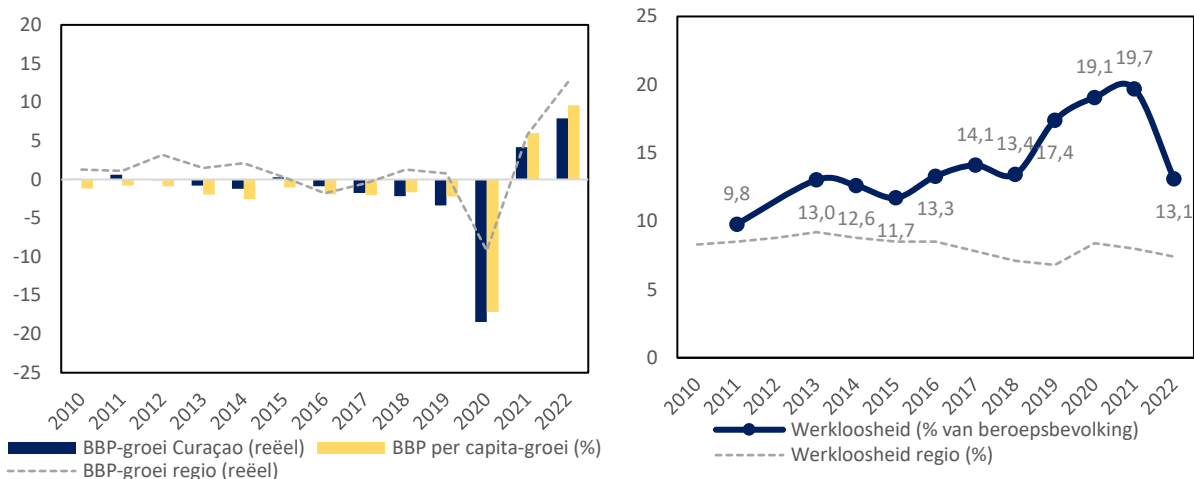 20
15
10
5
0
-5
-10
-15
-20
-25
2010 2011 2012 2013 2014 2015 2016 2017 2018 2019 2020 2021 2022
BBP-groei Curaçao (reëel) BBP per capita-groei (%)
BBP-groei regio (reëel)
25
20
15
10
5
0
9,8 13,0 12,6 11,7 13,3 14,1 13,4 17,4 19,1 19,7 13,1
2010 2011 2012 2013 2014 2015 2016 2017 2018 2019 2020 2021 2022
Werkloosheid (% van beroepsbevolking)
Werkloosheid regio (%)